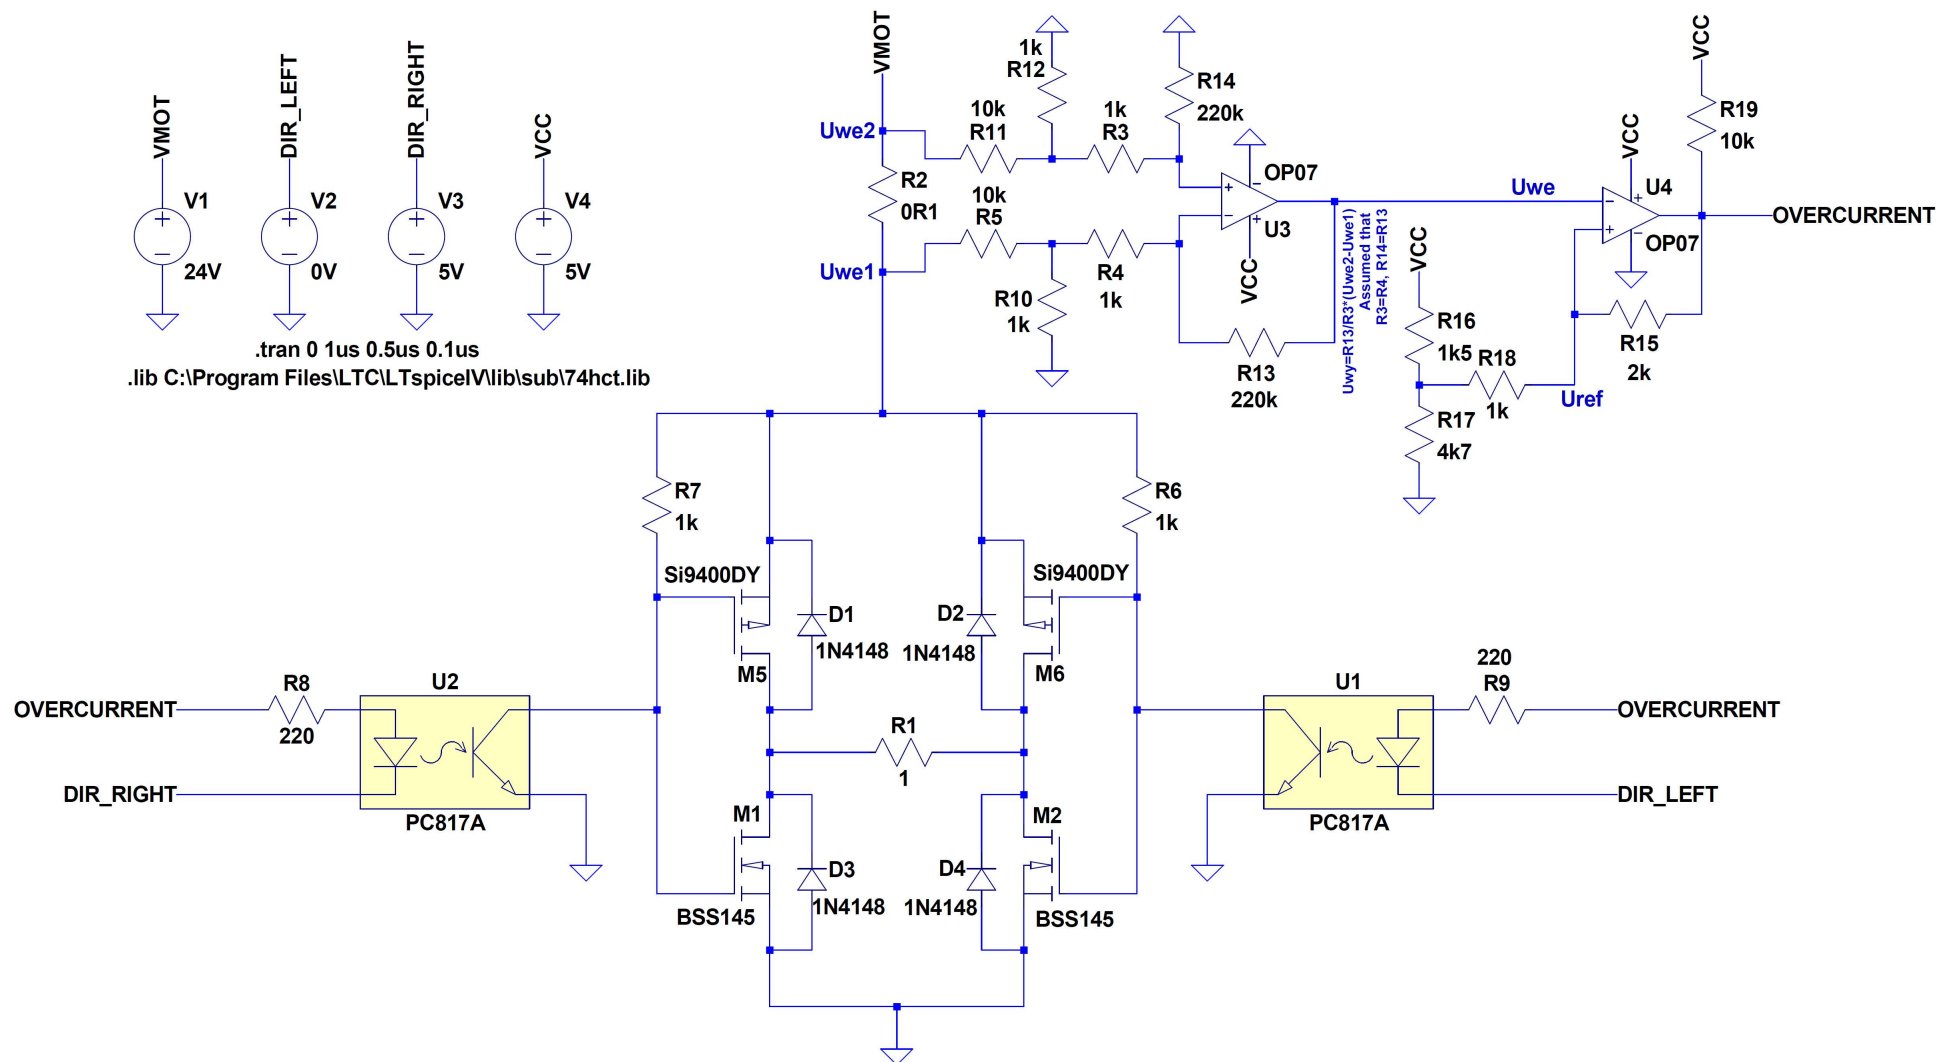 VMOT
V1
24V
DIR_LEFT
V2
0V
DIR_RIGHT
V3
5V
VCC
V4
5V
.tran 0 1us 0.5us 0.1us
.lib C:\Program Files\LTC\LTspiceIV\lib\sub\74hct.lib
VMOT
Uwe2
R2
0R1
Uwe1
10k
R11
10k
R5
1k
R12
1k
R3
R14
220k
R10
1k
R4
1k
OP07
U3
VCC
R13
220k
Uwe
Uwy=R13/R3*(Uwe2-Uwe1)
Assumed that
R3=R4, R14=R13
VCC
R16
1k5
R17
4k7
R18
1k
Uref
VCC
U4
OP07
R15
2k
VCC
R19
10k
OVERCURRENT
R7
1k
R6
1k
Si9400DY
M5
D1
1N4148
D2
1N4148
Si9400DY
M6
OVERCURRENT
R8
220
DIR_RIGHT
U2
PC817A
R1
1
U1
PC817A
220
R9
OVERCURRENT
DIR_LEFT
M1
BSS145
D3
1N4148
D4
1N4148
M2
BSS145